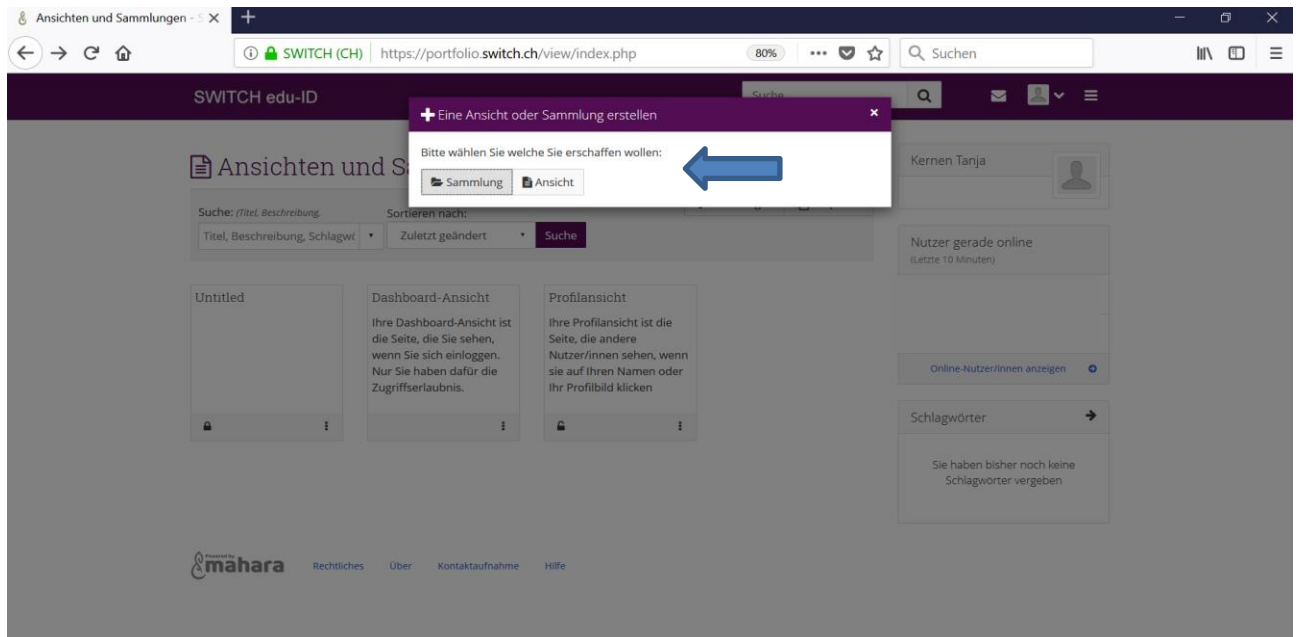 Ansichten und Sammlungen - S
SWITCH (CH) https://portfolio.switch.ch/view/index.php 80% Suchen
SWITCH edu-ID Suche
Eine Ansicht oder Sammlung erstellen
Bitte wählen Sie welche Sie erschaffen wollen:
Sammlung Ansicht
Ansichten und S
Kernen Tanja
Suche: (Titel, Beschreibung, Sortieren nach:
Titel, Beschreibung, Schlagwö Zuletzt geändert Suche
Nutzer gerade online
(Letzte 10 Minuten)
Online-Nutzer/innen anzeigen
Untitled
Dashboard-Ansicht
Ihre Dashboard-Ansicht ist
die Seite, die Sie sehen,
wenn Sie sich einloggen.
Nur Sie haben dafür die
Zugriffserlaubnis.
Profilansicht
Ihre Profilansicht ist die
Seite, die andere
Nutzer/innen sehen, wenn
sie auf Ihren Namen oder
Ihr Profilbild klicken
Schlagwörter
Sie haben bisher noch keine
Schlagwörter vergeben
Powered by
mahara Rechtliches Über Kontaktaufnahme Hilfe